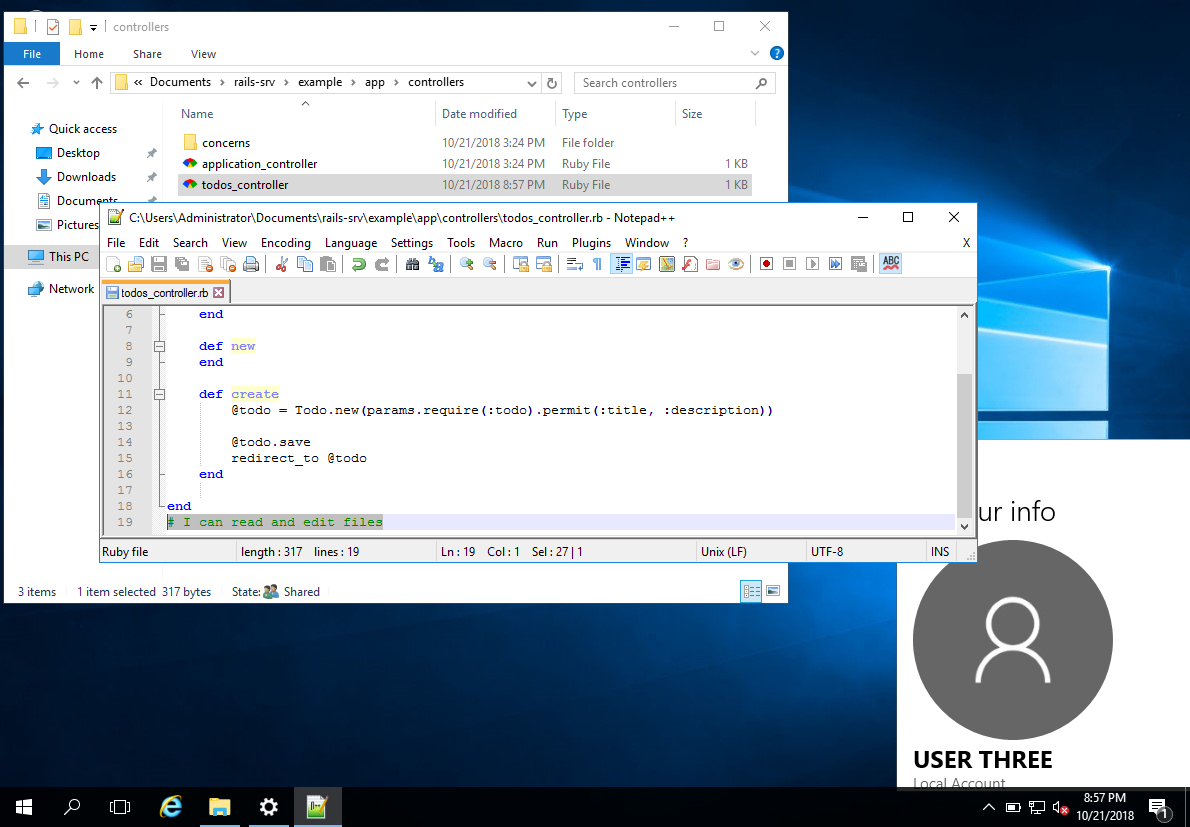 controllers
File Home Share View
« Documents › rails-srv › example › app › controllers
Search controllers
Name Date modified Type Size
Quick access
Desktop
Downloads
Documents
Pictures
This PC
Network
concerns 10/21/2018 3:24 PM File folder
application_controller 10/21/2018 3:24 PM Ruby File 1 KB
todos_controller 10/21/2018 8:57 PM Ruby File 1 KB
C:\Users\Administrator\Documents\rails-srv\example\app\controllers\todos_controller.rb - Notepad++
File Edit Search View Encoding Language Settings Tools Macro Run Plugins Window ? X
ABC
todos_controller.rb
6 end
7
8 def new
9 end
10
11 def create
12 @todo = Todo.new(params.require(:todo).permit(:title, :description))
13
14 @todo.save
15 redirect_to @todo
16 end
17
18 end
19 # I can read and edit files
Ruby file length : 317 lines : 19 Ln : 19 Col : 1 Sel : 27 | 1 Unix (LF) UTF-8 INS
3 items 1 item selected 317 bytes State: Shared
ur info
USER THREE
Local Account
8:57 PM
10/21/2018
1